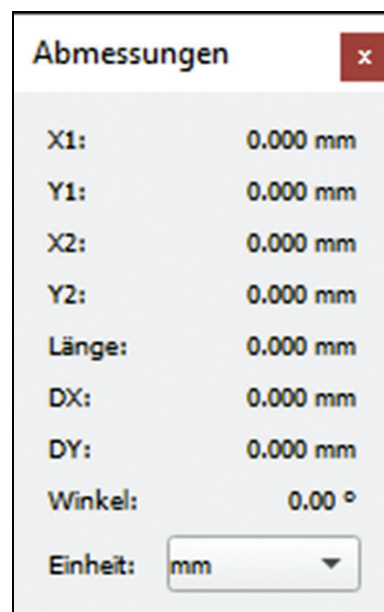 Abmessungen x
X1: 0.000 mm
Y1: 0.000 mm
X2: 0.000 mm
Y2: 0.000 mm
Länge: 0.000 mm
DX: 0.000 mm
DY: 0.000 mm
Winkel: 0.00 °
Einheit: mm